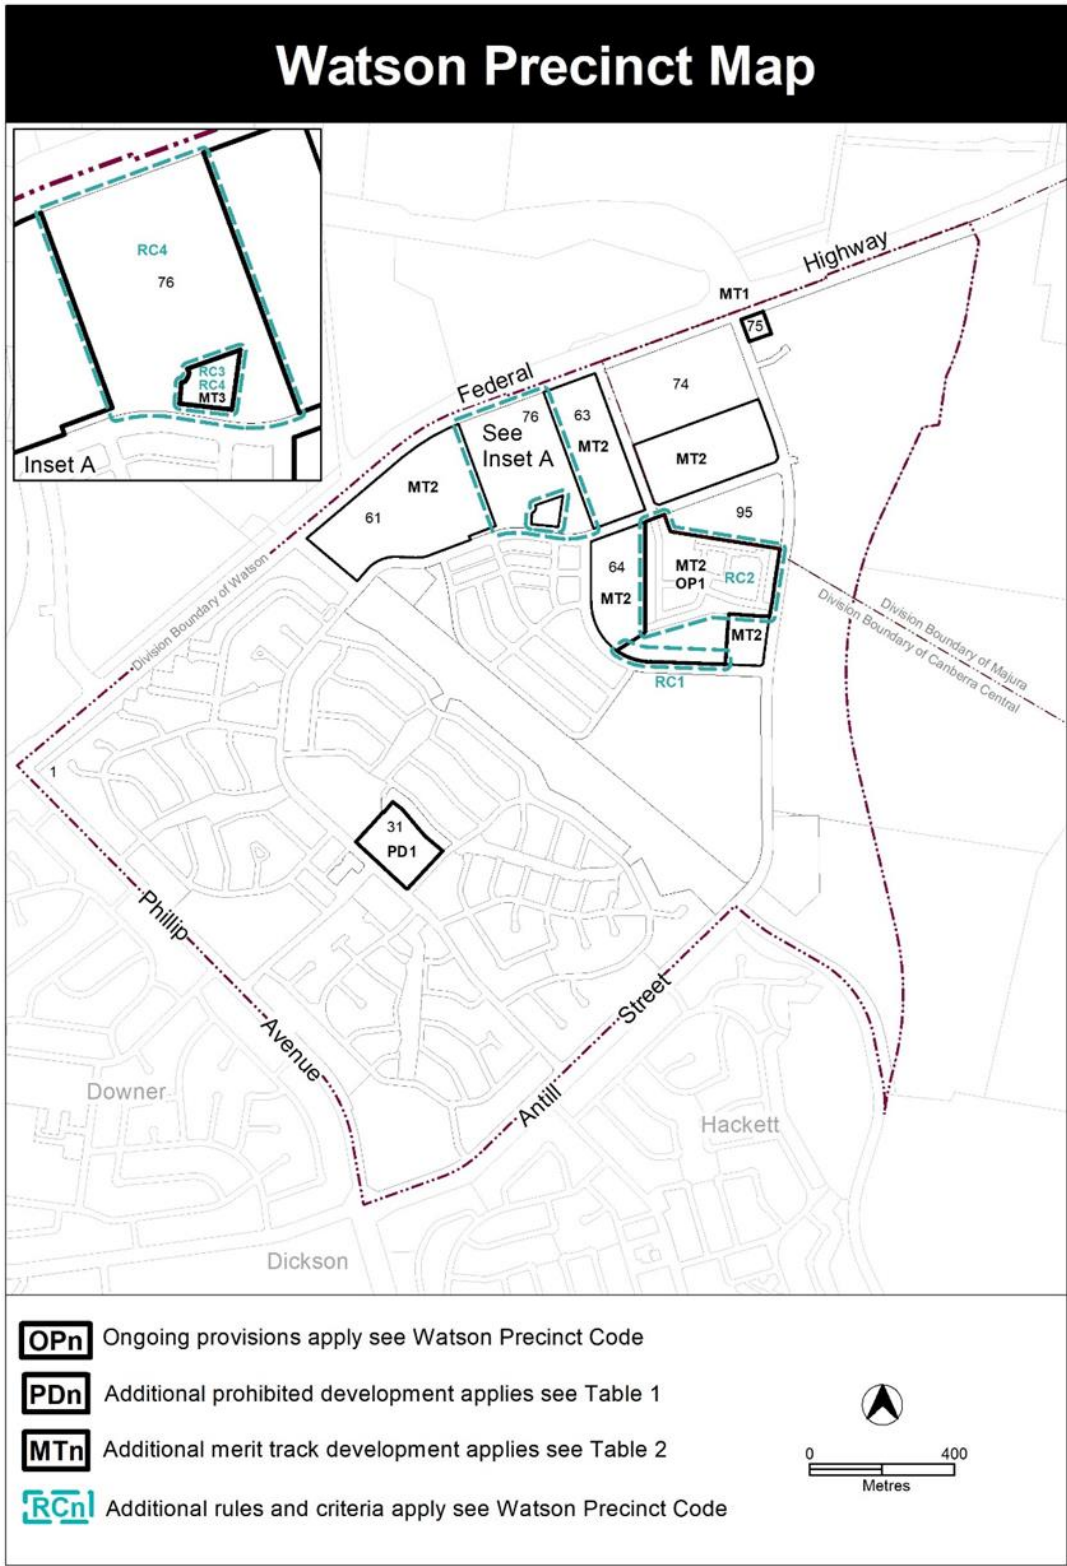 Watson Precinct Map
RC4
76
RC3
RC4
MT3
Inset A
Federal
Highway
MT1
75
74
76
63
See
Inset A
MT2
MT2
MT2
61
95
64
MT2
MT2
OP1
RC2
MT2
RC1
Division Boundary of Watson
Division Boundary of Majura
Division Boundary of Canberra Central
1
31
PD1
Phillip
Avenue
Antill
Street
Downer
Hackett
Dickson
OPn Ongoing provisions apply see Watson Precinct Code
PDn Additional prohibited development applies see Table 1
MTn Additional merit track development applies see Table 2
RCn Additional rules and criteria apply see Watson Precinct Code
0 400
Metres